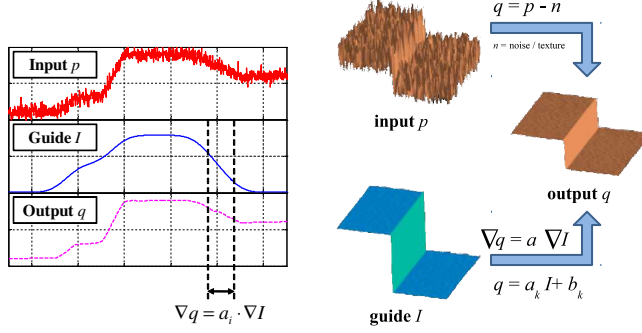 Input p
Guide I
Output q
∇q = a_i · ∇I
q = p - n
n = noise / texture
input p
output q
∇q = a ∇I
q = a_k I + b_k
guide I